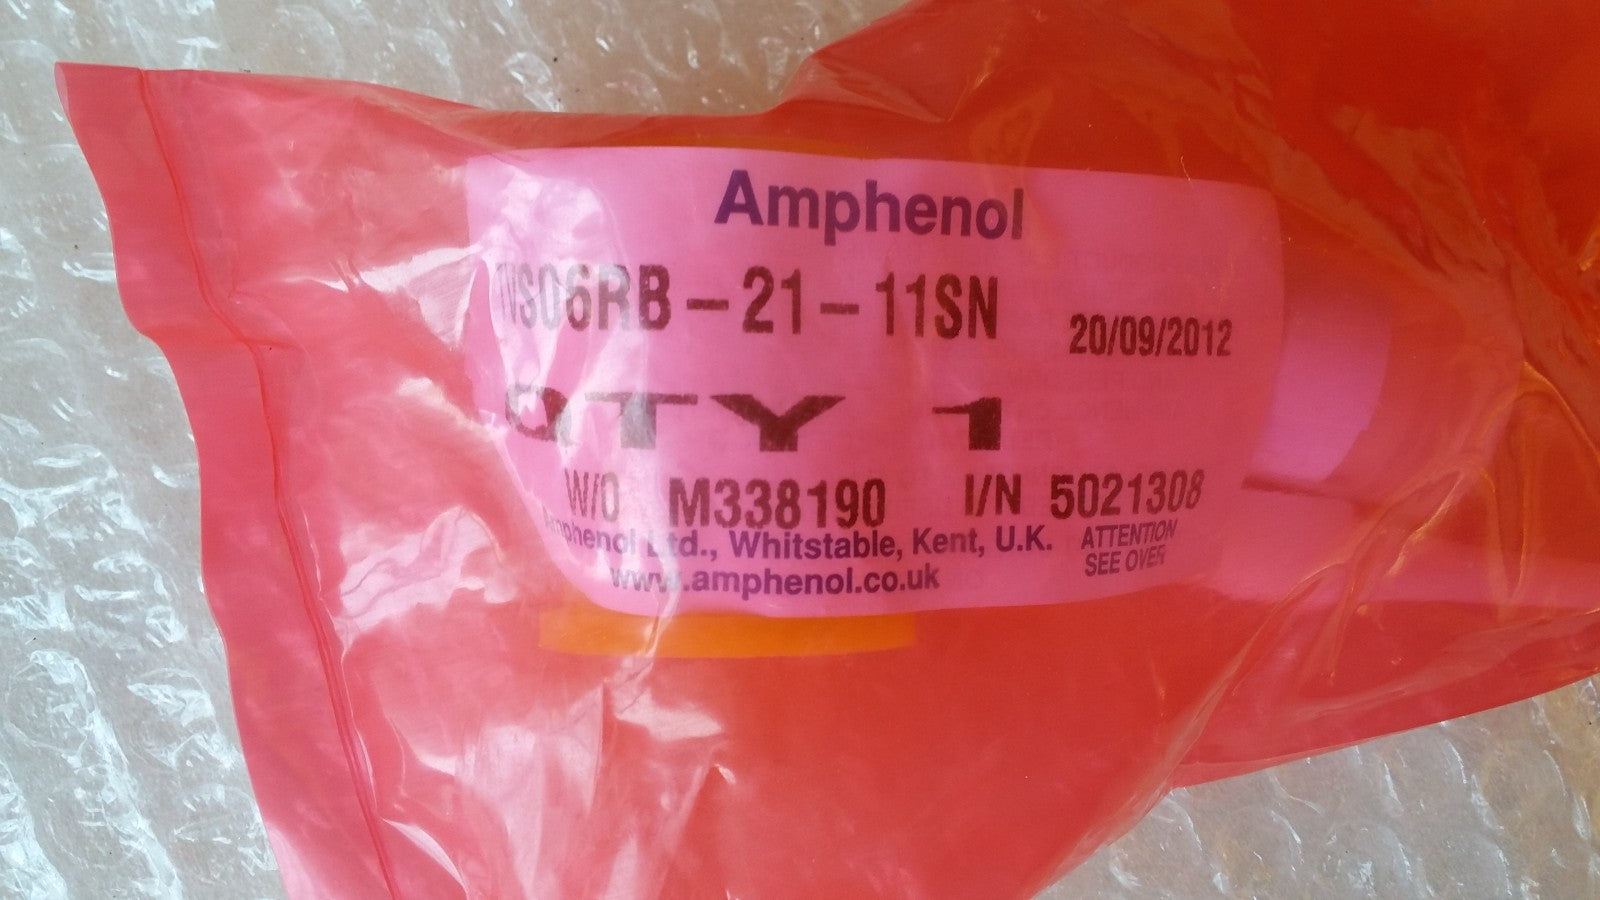 Amphenol
TVS06RB-21-11SN 20/09/2012
QTY 1
W/O M338190 I/N 5021308
Amphenol Ltd., Whitstable, Kent, U.K. ATTENTION
www.amphenol.co.uk SEE OVER